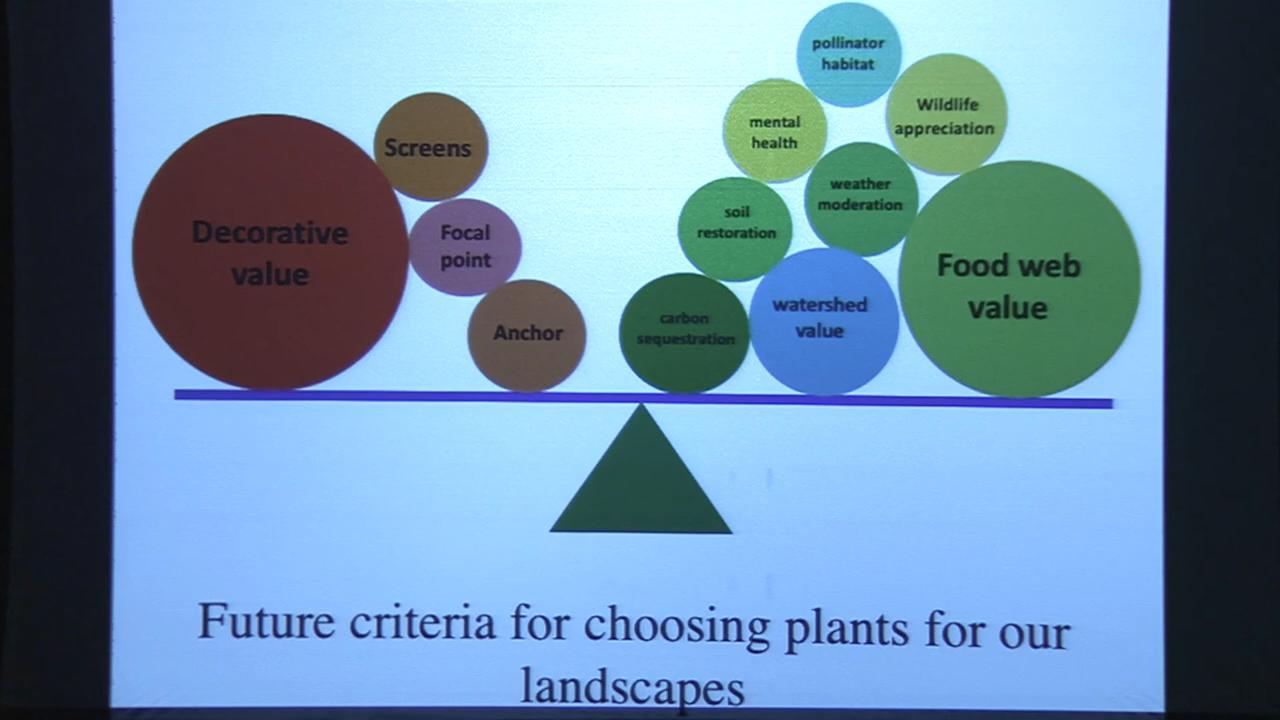 Decorative
value
Screens
Focal
point
Anchor
pollinator
habitat
mental
health
Wildlife
appreciation
weather
moderation
soil
restoration
carbon
sequestration
watershed
value
Food web
value
Future criteria for choosing plants for our
landscapes